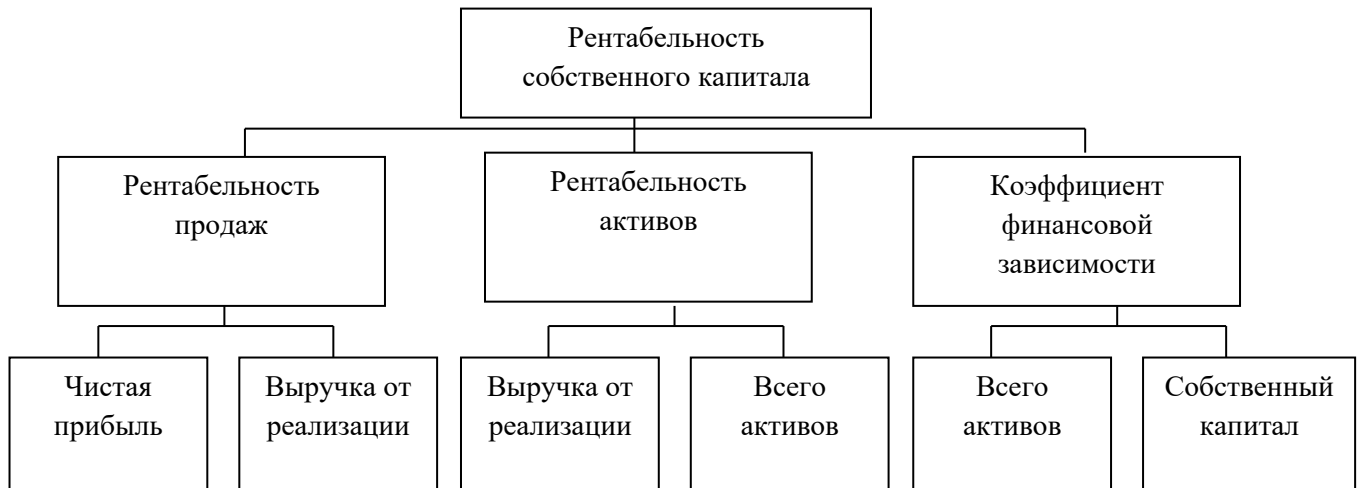 Рентабельность
собственного капитала
Рентабельность
продаж
Рентабельность
активов
Коэффициент
финансовой
зависимости
Чистая
прибыль
Выручка от
реализации
Выручка от
реализации
Всего
активов
Всего
активов
Собственный
капитал